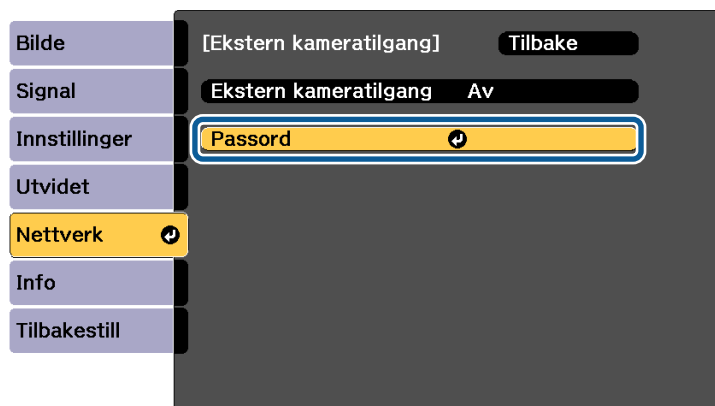 Bilde
Signal
Innstillinger
Utvidet
Nettverk
Info
Tilbakestill
[Ekstern kameratilgang] Tilbake
Ekstern kameratilgang Av
Passord